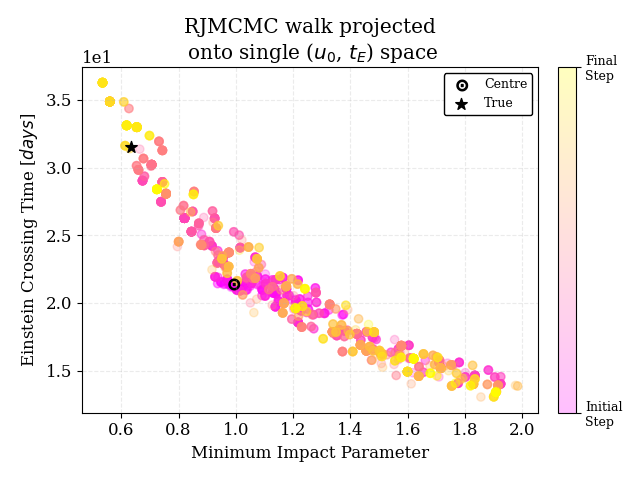 RJMCMC walk projected
onto single (u₀, t_E) space
1e1
3.5
3.0
2.5
2.0
1.5
Einstein Crossing Time [days]
0.6 0.8 1.0 1.2 1.4 1.6 1.8 2.0
Minimum Impact Parameter
Centre
True
Final
Step
Initial
Step